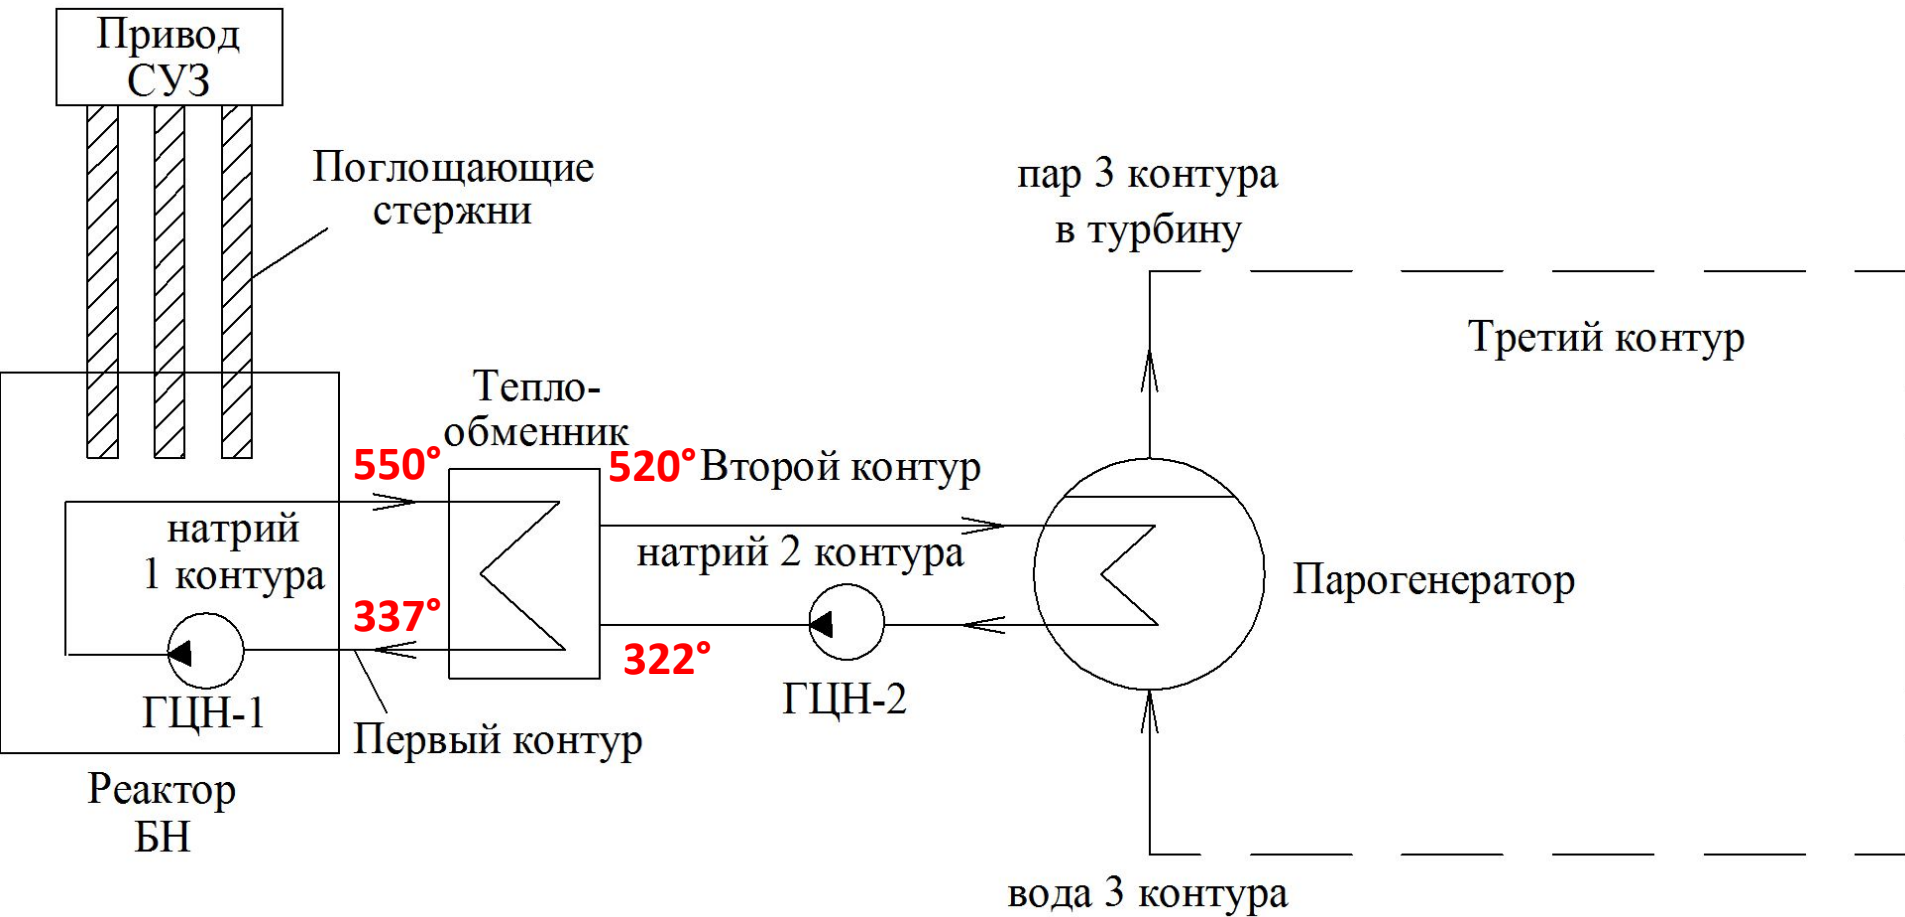 Привод
СУЗ
Поглощающие
стержни
пар 3 контура
в турбину
Третий контур
Тепло-
обменник
550°
520° Второй контур
натрий
1 контура
натрий 2 контура
Парогенератор
337°
322°
ГЦН-1
ГЦН-2
Первый контур
Реактор
БН
вода 3 контура